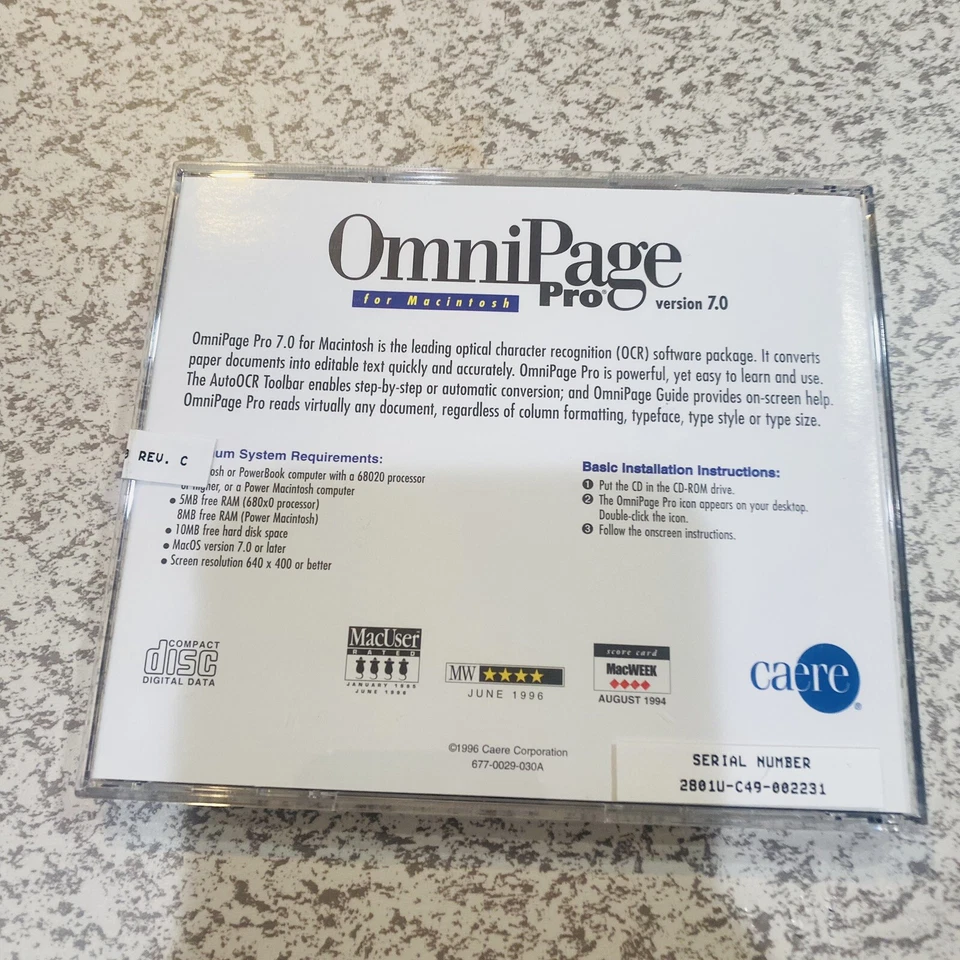 OmniPage
Pro®
for Macintosh
version 7.0
OmniPage Pro 7.0 for Macintosh is the leading optical character recognition (OCR) software package. It converts
paper documents into editable text quickly and accurately. OmniPage Pro is powerful, yet easy to learn and use.
The AutoOCR Toolbar enables step-by-step or automatic conversion; and OmniPage Guide provides on-screen help.
OmniPage Pro reads virtually any document, regardless of column formatting, typeface, type style or type size.
REV. C
um System Requirements:
osh or PowerBook computer with a 68020 processor
or higher, or a Power Macintosh computer
● 5MB free RAM (680x0 processor)
8MB free RAM (Power Macintosh)
● 10MB free hard disk space
● MacOS version 7.0 or later
● Screen resolution 640 x 400 or better
Basic Installation Instructions:
❶ Put the CD in the CD-ROM drive.
❷ The OmniPage Pro icon appears on your desktop.
Double-click the icon.
❸ Follow the onscreen instructions.
COMPACT
disc
DIGITAL DATA
MacUser
RATED
JANUARY 1995
JUNE
MW ★★★★
JUNE 1996
score card
MacWEEK
◆◆◆◆
AUGUST 1994
caere®
©1996 Caere Corporation
677-0029-030A
SERIAL NUMBER
2801U-C49-002231